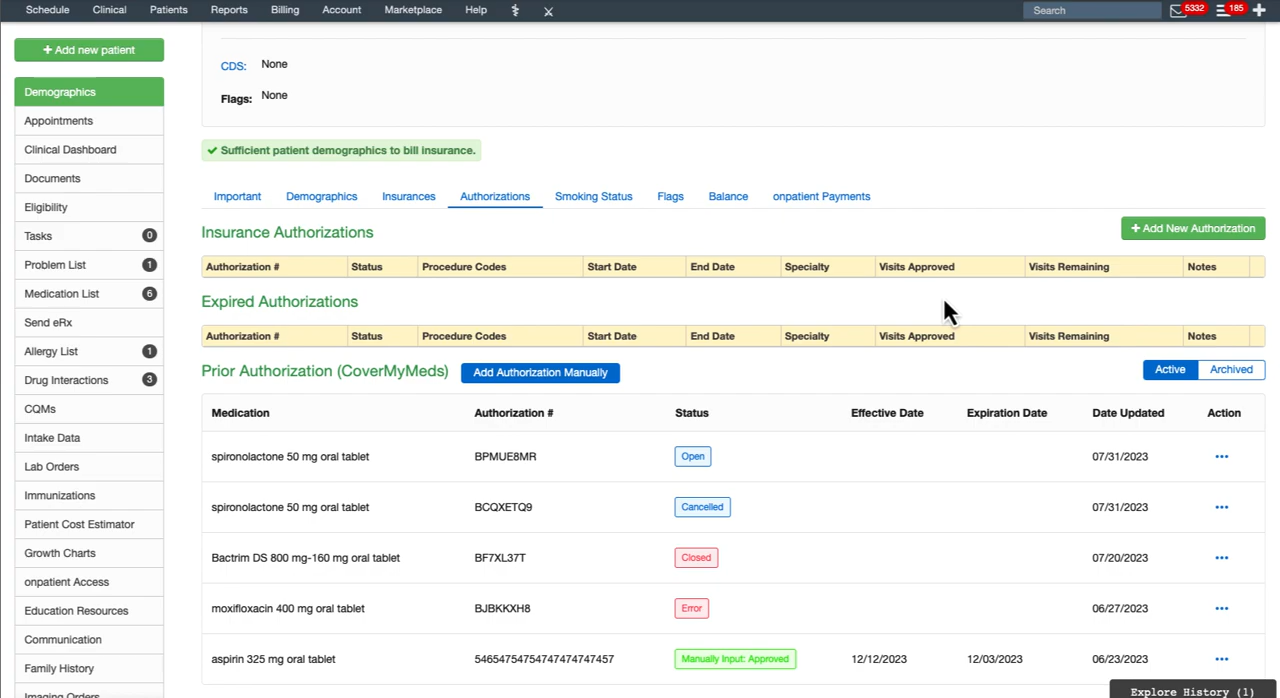 Schedule Clinical Patients Reports Billing Account Marketplace Help Search 5332 185
+ Add new patient
Demographics
Appointments
Clinical Dashboard
Documents
Eligibility
Tasks 0
Problem List 1
Medication List 6
Send eRx
Allergy List 1
Drug Interactions 3
CQMs
Intake Data
Lab Orders
Immunizations
Patient Cost Estimator
Growth Charts
onpatient Access
Education Resources
Communication
Family History
Imaging Orders
CDS: None
Flags: None
Sufficient patient demographics to bill insurance.
Important Demographics Insurances Authorizations Smoking Status Flags Balance onpatient Payments
Insurance Authorizations + Add New Authorization
Authorization # Status Procedure Codes Start Date End Date Specialty Visits Approved Visits Remaining Notes
Expired Authorizations
Authorization # Status Procedure Codes Start Date End Date Specialty Visits Approved Visits Remaining Notes
Prior Authorization (CoverMyMeds) Add Authorization Manually Active Archived
Medication Authorization # Status Effective Date Expiration Date Date Updated Action
spironolactone 50 mg oral tablet BPMUE8MR Open 07/31/2023
spironolactone 50 mg oral tablet BCQXETQ9 Cancelled 07/31/2023
Bactrim DS 800 mg-160 mg oral tablet BF7XL37T Closed 07/20/2023
moxifloxacin 400 mg oral tablet BJBKKXH8 Error 06/27/2023
aspirin 325 mg oral tablet 54654754754747474747457 Manually Input: Approved 12/12/2023 12/03/2023 06/23/2023
Explore History (1)